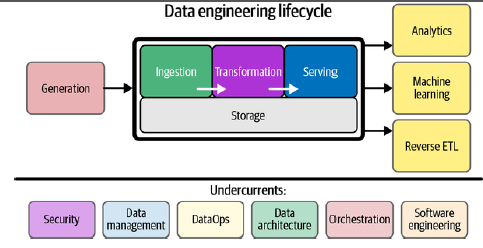 Data engineering lifecycle
Generation
Ingestion
Transformation
Serving
Storage
Analytics
Machine
learning
Reverse ETL
Undercurrents:
Security
Data
management
DataOps
Data
architecture
Orchestration
Software
engineering